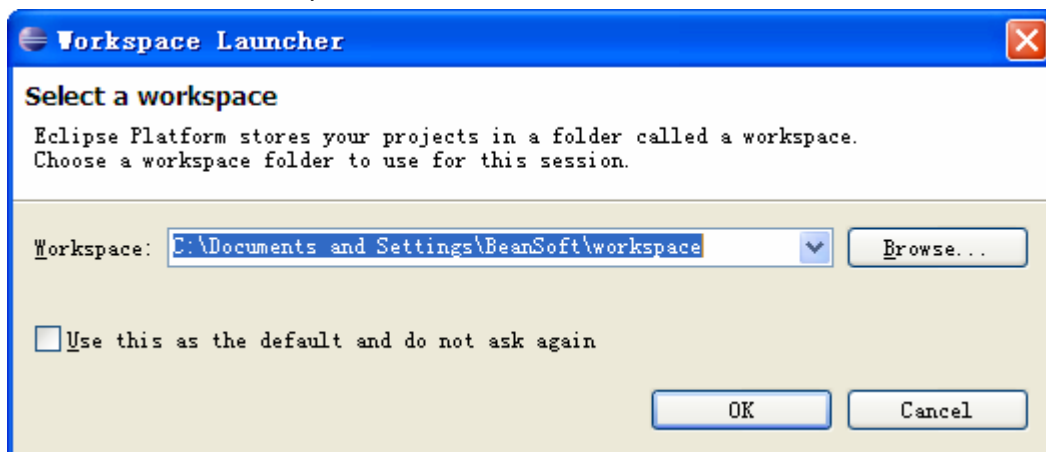 Workspace Launcher
Select a workspace
Eclipse Platform stores your projects in a folder called a workspace.
Choose a workspace folder to use for this session.
Workspace: C:\Documents and Settings\BeanSoft\workspace Browse...
Use this as the default and do not ask again
OK Cancel